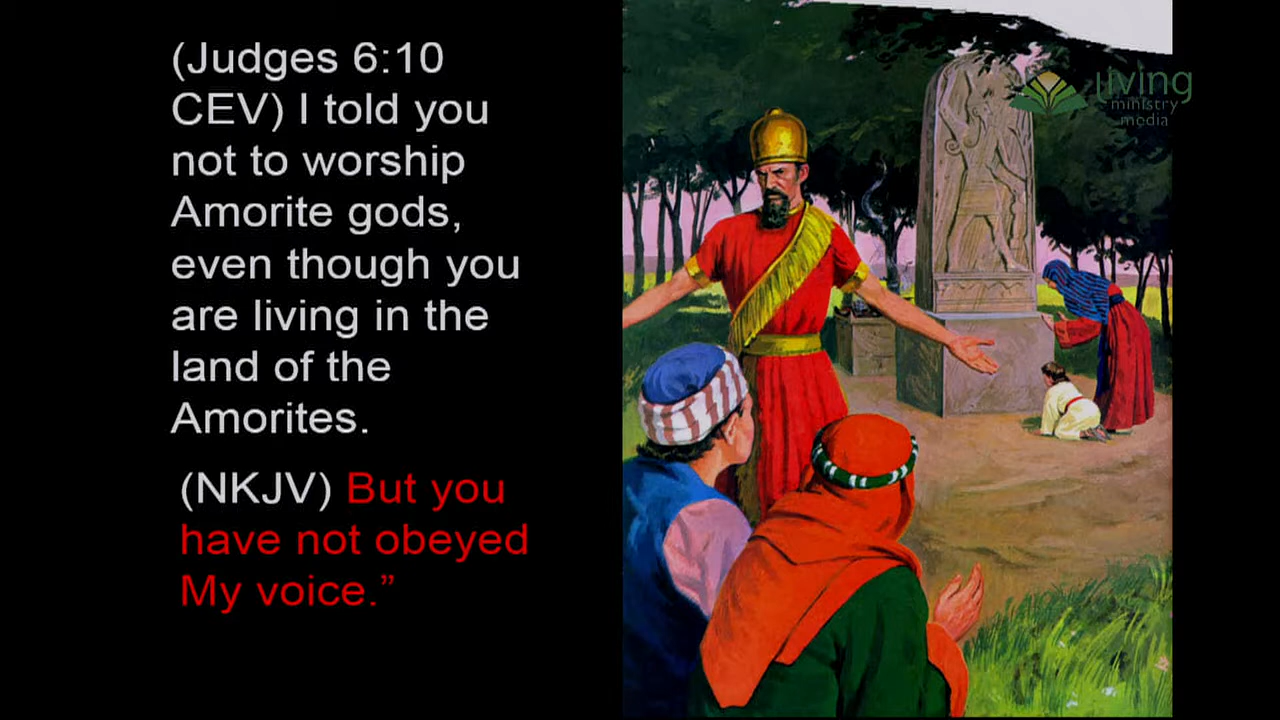 (Judges 6:10
CEV) I told you
not to worship
Amorite gods,
even though you
are living in the
land of the
Amorites.
(NKJV) But you
have not obeyed
My voice.”
living
ministry
media